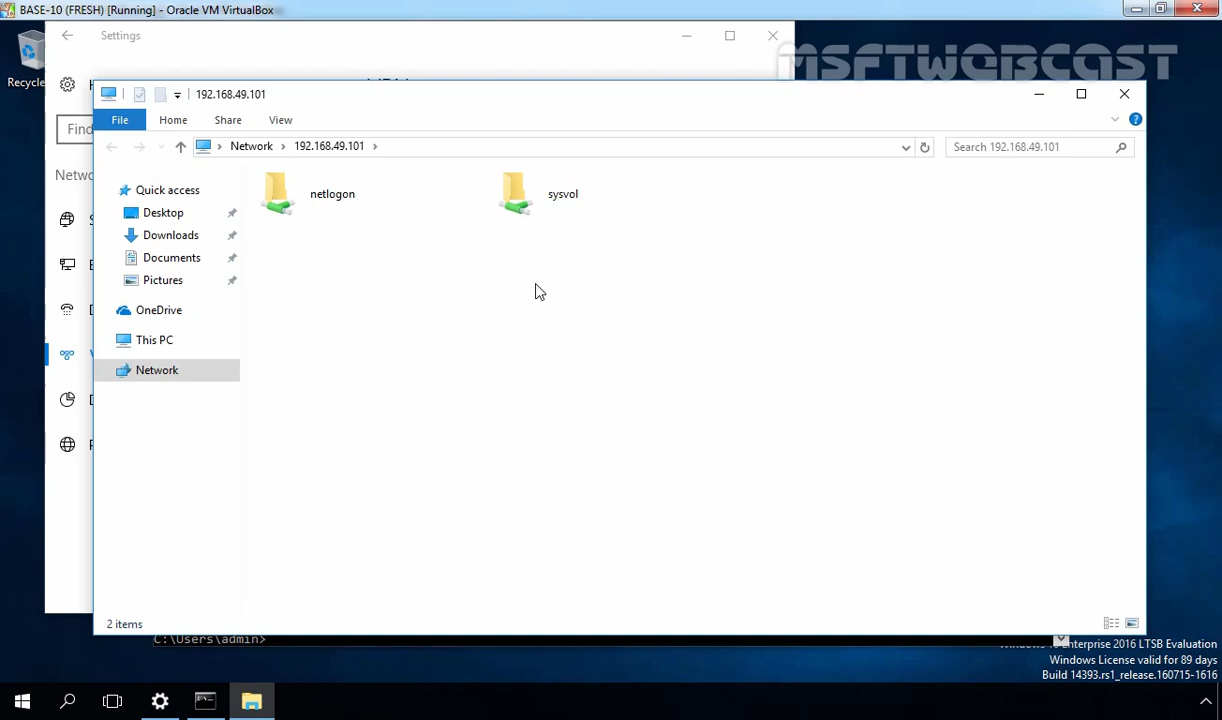 BASE-10 (FRESH) [Running] - Oracle VM VirtualBox
Settings
MSFTWEBCAST
Recycle
192.168.49.101
File Home Share View
Find
Network 192.168.49.101
Search 192.168.49.101
Netwo
Quick access
netlogon
sysvol
Desktop
Downloads
Documents
Pictures
OneDrive
This PC
Network
2 items
C:\Users\admin>
Enterprise 2016 LTSB Evaluation
Windows License valid for 89 days
Build 14393.rs1_release.160715-1616